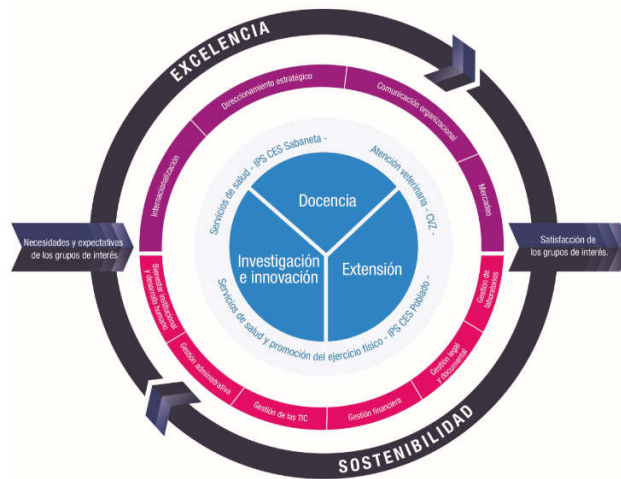 EXCELENCIA
Direccionamiento estratégico
Comunicación organizacional
Internacionalización
Mercadeo
Servicios de salud - IPS CES Sabaneta -
Atención veterinaria - CVZ -
Docencia
Necesidades y expectativas
de los grupos de interés
Satisfacción de
los grupos de interés.
Investigación
e innovación
Extensión
Servicios de salud y promoción del ejercicio físico - IPS CES Poblado -
Bienestar institucional
y desarrollo humano
Gestión de
laboratorios
Gestión administrativa
Gestión legal
y documental
Gestión de las TIC
Gestión financiera
SOSTENIBILIDAD